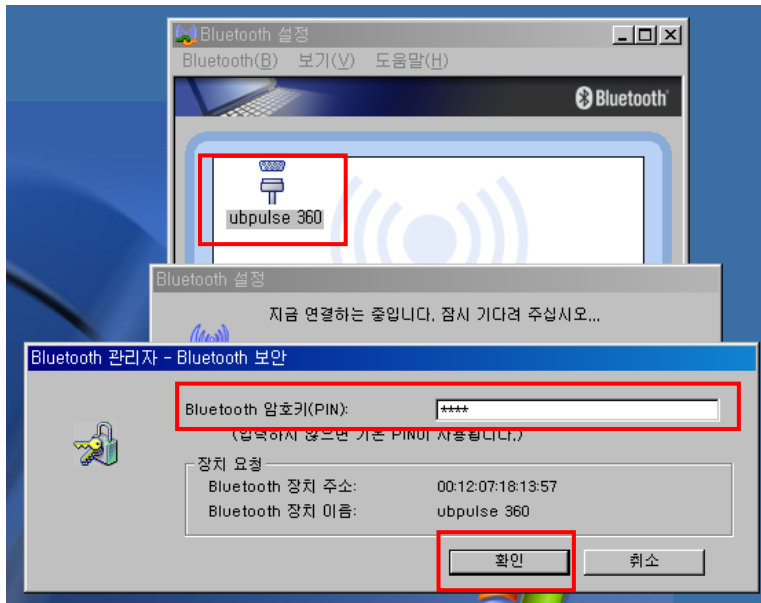 Bluetooth 설정
Bluetooth(B) 보기(V) 도움말(H)
Bluetooth
ubpulse 360
Bluetooth 설정
지금 연결하는 중입니다. 잠시 기다려 주십시오...
Bluetooth 관리자 - Bluetooth 보안
Bluetooth 암호키(PIN): ****
(입력하지 않으면 기본 PIN이 사용됩니다.)
장치 요청
Bluetooth 장치 주소: 00:12:07:18:13:57
Bluetooth 장치 이름: ubpulse 360
확인 취소